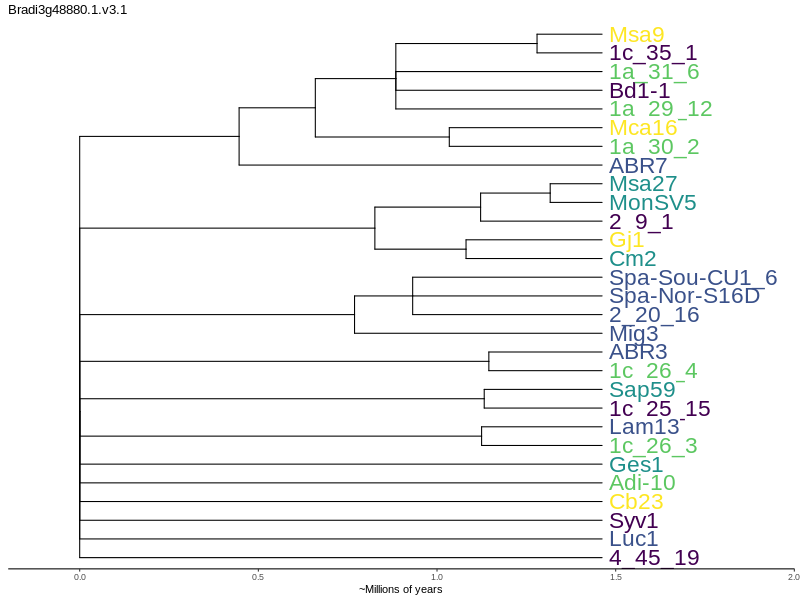 Bradi3g48880.1.v3.1
Msa9
1c_35_1
1a_31_6
Bd1-1
1a_29_12
Mca16
1a_30_2
ABR7
Msa27
MonSV5
2_9_1
Gj1
Cm2
Spa-Sou-CU1_6
Spa-Nor-S16D
2_20_16
Mig3
ABR3
1c_26_4
Sap59
1c_25_15
Lam13
1c_26_3
Ges1
Adi-10
Cb23
Syv1
Luc1
4_45_19
0.0 0.5 1.0 1.5 2.0
~Millions of years